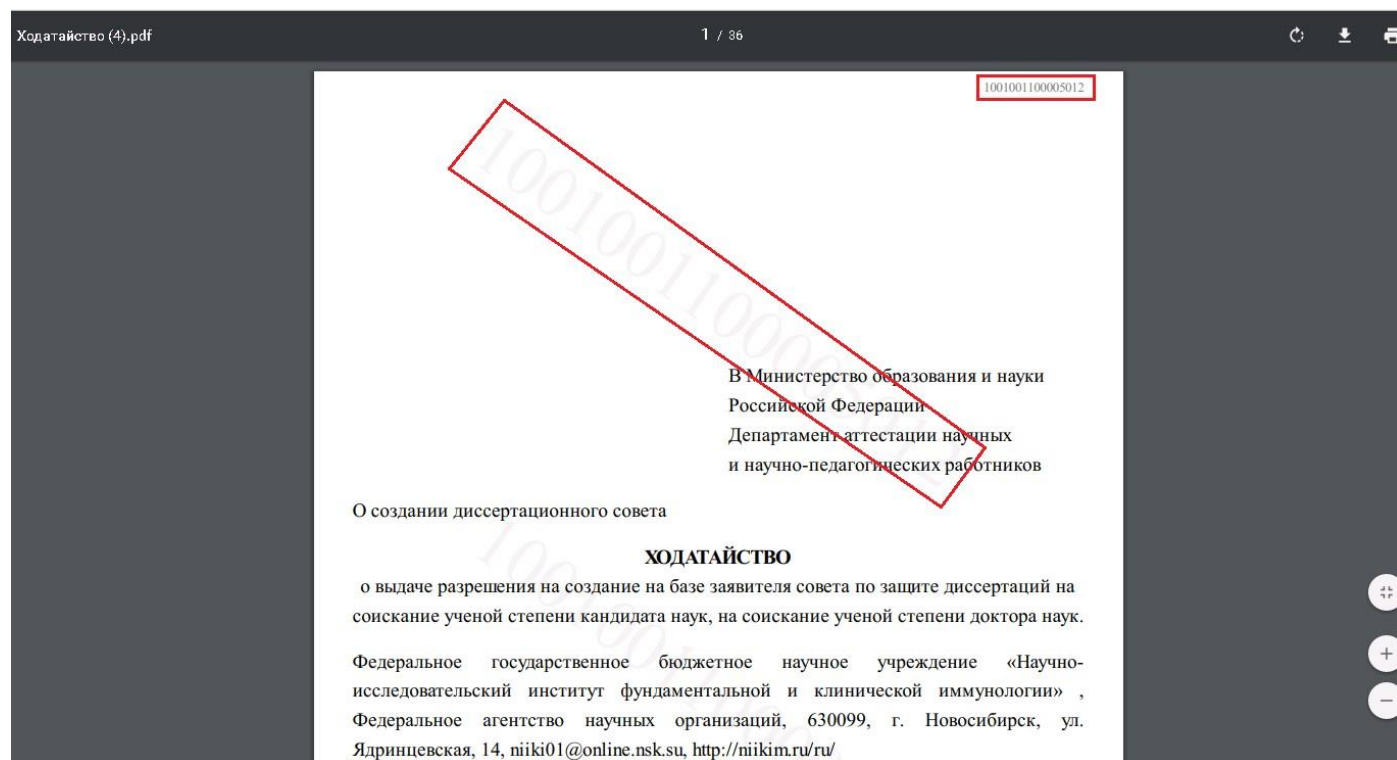 Ходатайство (4).pdf
1 / 36
1001001100005012
1001001100005012
В Министерство образования и науки
Российской Федерации
Департамент аттестации научных
и научно-педагогических работников
О создании диссертационного совета
ХОДАТАЙСТВО
о выдаче разрешения на создание на базе заявителя совета по защите диссертаций на
соискание ученой степени кандидата наук, на соискание ученой степени доктора наук.
Федеральное государственное бюджетное научное учреждение «Научно-
исследовательский институт фундаментальной и клинической иммунологии» ,
Федеральное агентство научных организаций, 630099, г. Новосибирск, ул.
Ядринцевская, 14, niiki01@online.nsk.su, http://niikim.ru/ru/